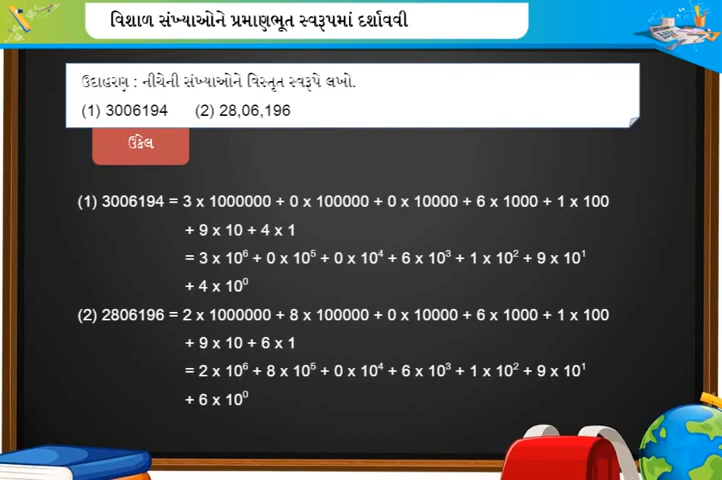 વિશાળ સંખ્યાઓને પ્રમાણભૂત સ્વરૂપમાં દર્શાવવી
ઉદાહરણ : નીચેની સંખ્યાઓને વિસ્તૃત સ્વરૂપે લખો.
(1) 3006194 (2) 28,06,196
ઉકેલ
(1) 3006194 = 3 x 1000000 + 0 x 100000 + 0 x 10000 + 6 x 1000 + 1 x 100
+ 9 x 10 + 4 x 1
= 3 x 10⁶ + 0 x 10⁵ + 0 x 10⁴ + 6 x 10³ + 1 x 10² + 9 x 10¹
+ 4 x 10⁰
(2) 2806196 = 2 x 1000000 + 8 x 100000 + 0 x 10000 + 6 x 1000 + 1 x 100
+ 9 x 10 + 6 x 1
= 2 x 10⁶ + 8 x 10⁵ + 0 x 10⁴ + 6 x 10³ + 1 x 10² + 9 x 10¹
+ 6 x 10⁰